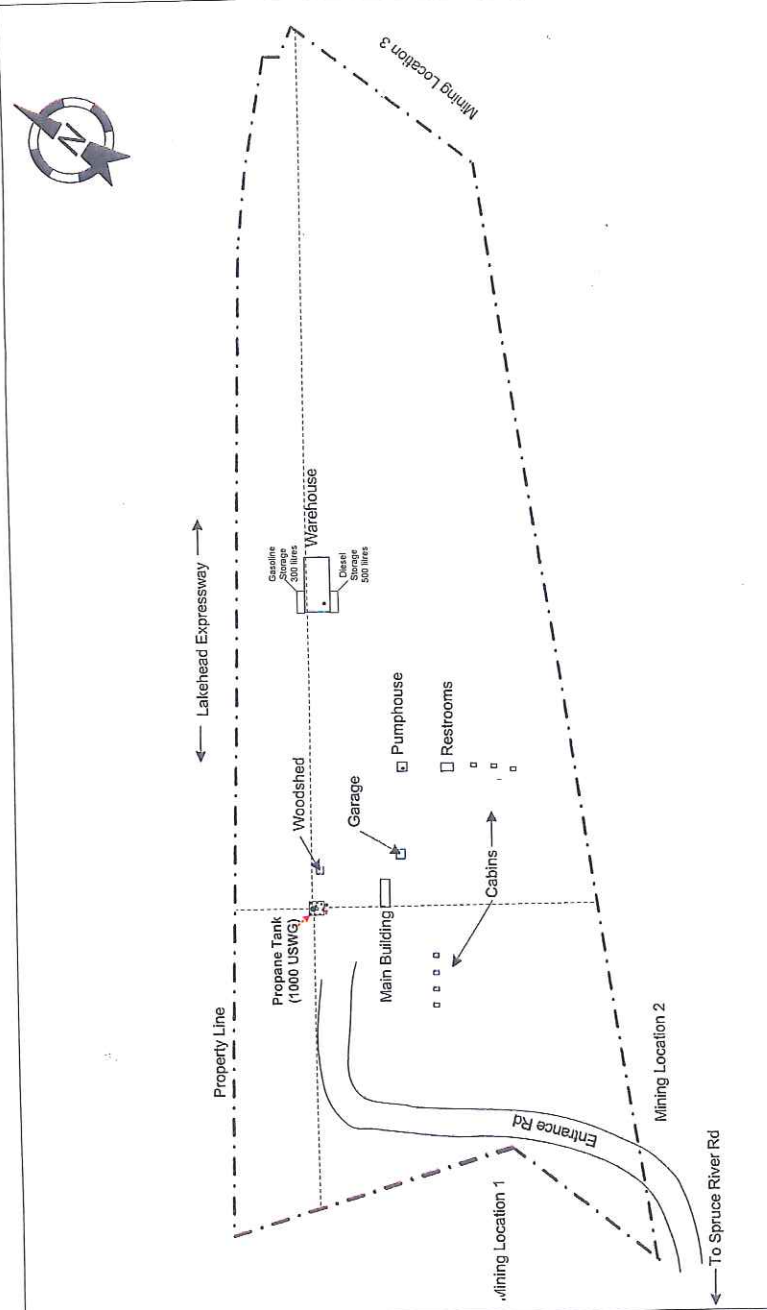 N
Mining Location 3
Lakehead Expressway
Gasoline
Storage
300 litres
Warehouse
Diesel
Storage
500 litres
Woodshed
Garage
Pumphouse
Restrooms
Propane Tank
(1000 USWG)
Main Building
Cabins
Property Line
Entrance Rd
Mining Location 2
Mining Location 1
To Spruce River Rd